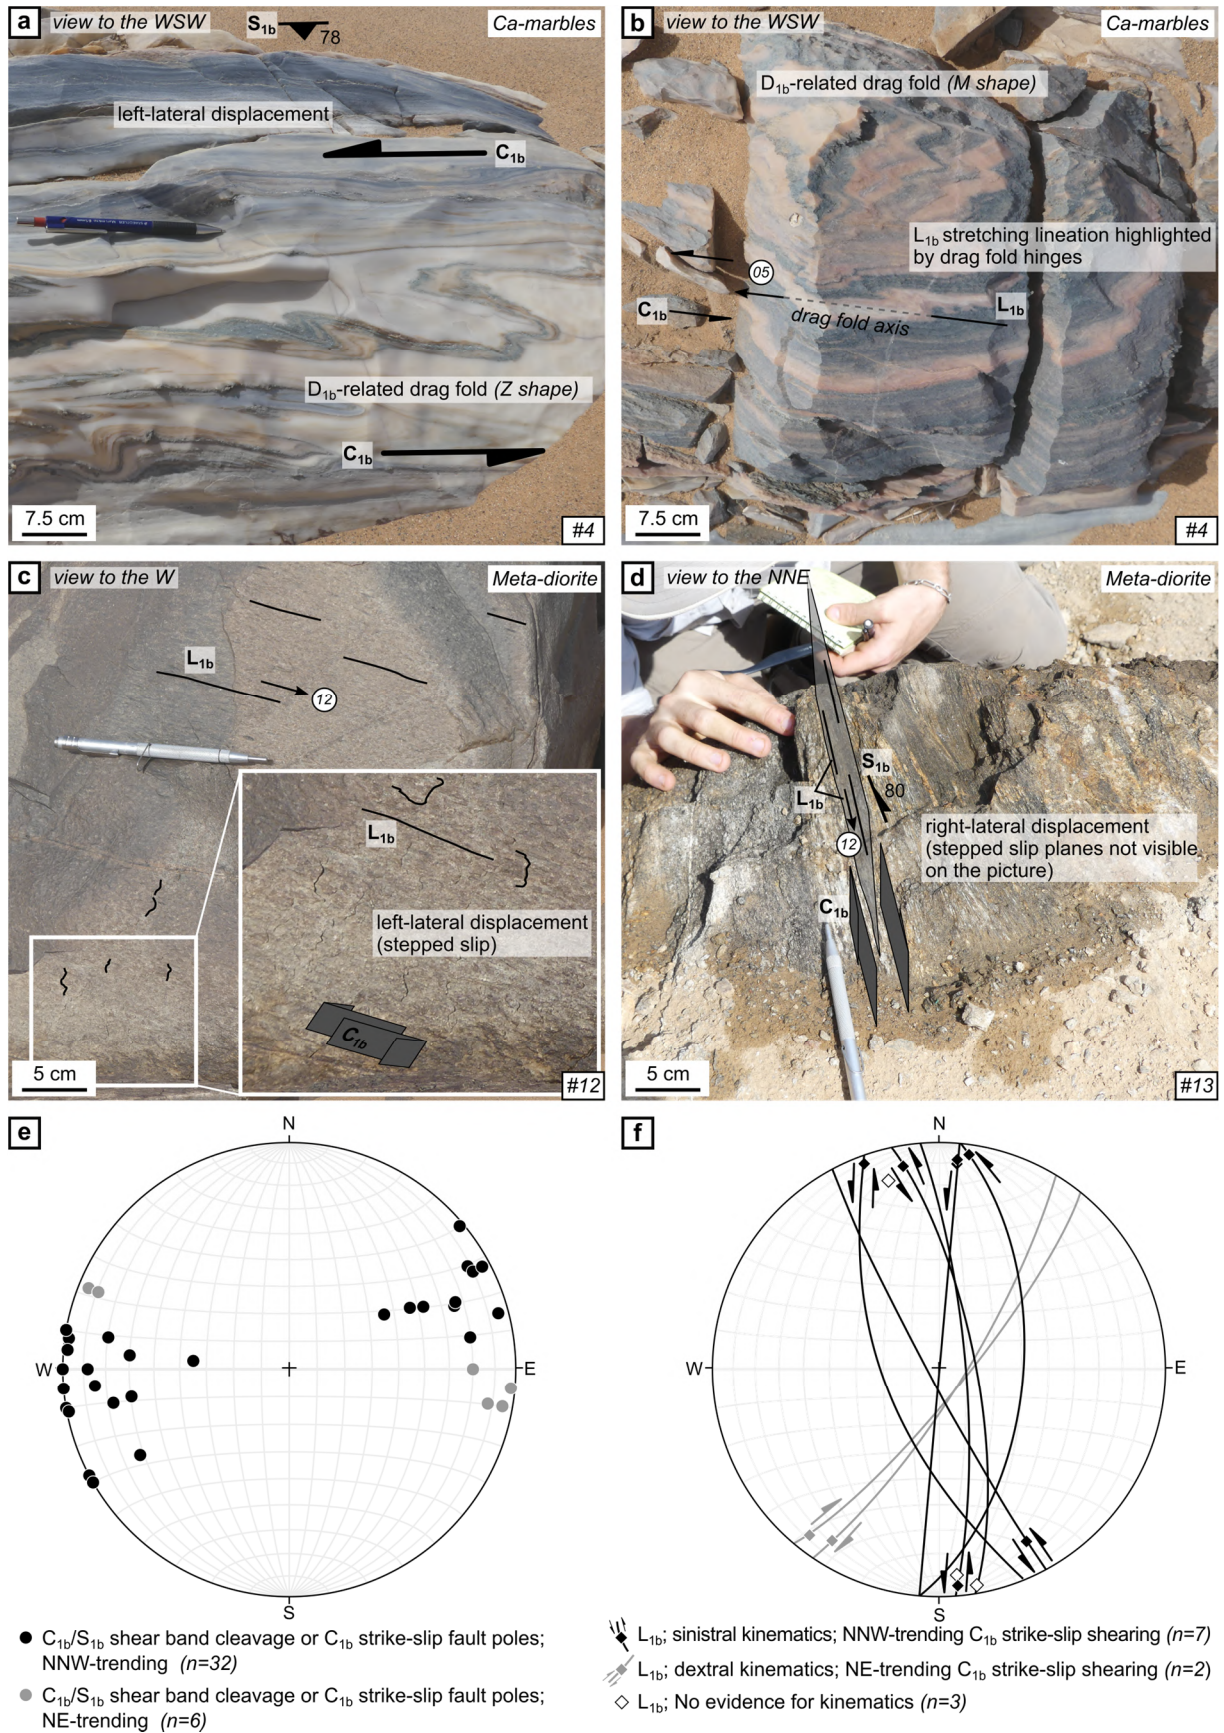 a
view to the WSW
S1b
78
Ca-marbles
left-lateral displacement
C1b
D1b-related drag fold (Z shape)
C1b
7.5 cm
#4
b
view to the WSW
Ca-marbles
D1b-related drag fold (M shape)
L1b stretching lineation highlighted
by drag fold hinges
05
C1b
L1b
drag fold axis
7.5 cm
#4
c
view to the W
Meta-diorite
L1b
12
L1b
left-lateral displacement
(stepped slip)
C1b
5 cm
#12
d
view to the NNE
Meta-diorite
S1b
80
L1b
12
right-lateral displacement
(stepped slip planes not visible
on the picture)
C1b
5 cm
#13
e
N
W
E
S
C1b/S1b shear band cleavage or C1b strike-slip fault poles;
NNW-trending (n=32)
C1b/S1b shear band cleavage or C1b strike-slip fault poles;
NE-trending (n=6)
f
N
W
E
S
L1b; sinistral kinematics; NNW-trending C1b strike-slip shearing (n=7)
L1b; dextral kinematics; NE-trending C1b strike-slip shearing (n=2)
L1b; No evidence for kinematics (n=3)